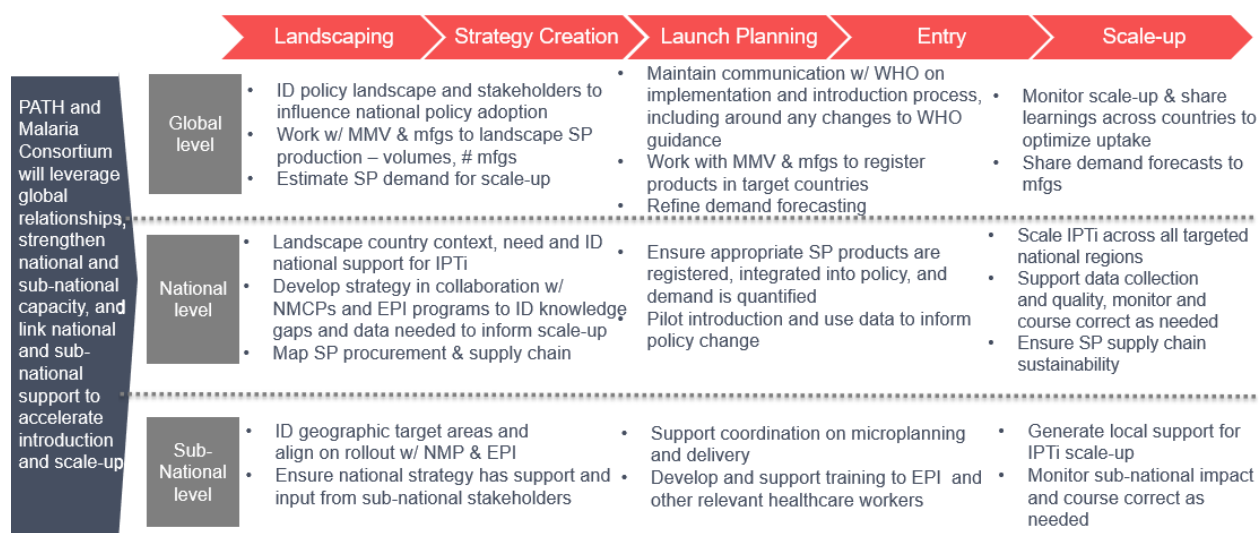 Landscaping
Strategy Creation
Launch Planning
Entry
Scale-up
PATH and
Malaria
Consortium
will leverage
global
relationships,
strengthen
national and
sub-national
capacity, and
link national
and sub-
national
support to
accelerate
introduction
and scale-up
Global
level
• ID policy landscape and stakeholders to
influence national policy adoption
• Work w/ MMV & mfgs to landscape SP
production – volumes, # mfgs
• Estimate SP demand for scale-up
• Maintain communication w/ WHO on
implementation and introduction process,
including around any changes to WHO
guidance
• Work with MMV & mfgs to register
products in target countries
• Refine demand forecasting
• Monitor scale-up & share
learnings across countries to
optimize uptake
• Share demand forecasts to
mfgs
National
level
• Landscape country context, need and ID
national support for IPTi
• Develop strategy in collaboration w/
NMCPs and EPI programs to ID knowledge
gaps and data needed to inform scale-up
• Map SP procurement & supply chain
• Ensure appropriate SP products are
registered, integrated into policy, and
demand is quantified
• Pilot introduction and use data to inform
policy change
• Scale IPTi across all targeted
national regions
• Support data collection
and quality, monitor and
course correct as needed
• Ensure SP supply chain
sustainability
Sub-
National
level
• ID geographic target areas and
align on rollout w/ NMP & EPI
• Ensure national strategy has support and
input from sub-national stakeholders
• Support coordination on microplanning
and delivery
• Develop and support training to EPI and
other relevant healthcare workers
• Generate local support for
IPTi scale-up
• Monitor sub-national impact
and course correct as
needed